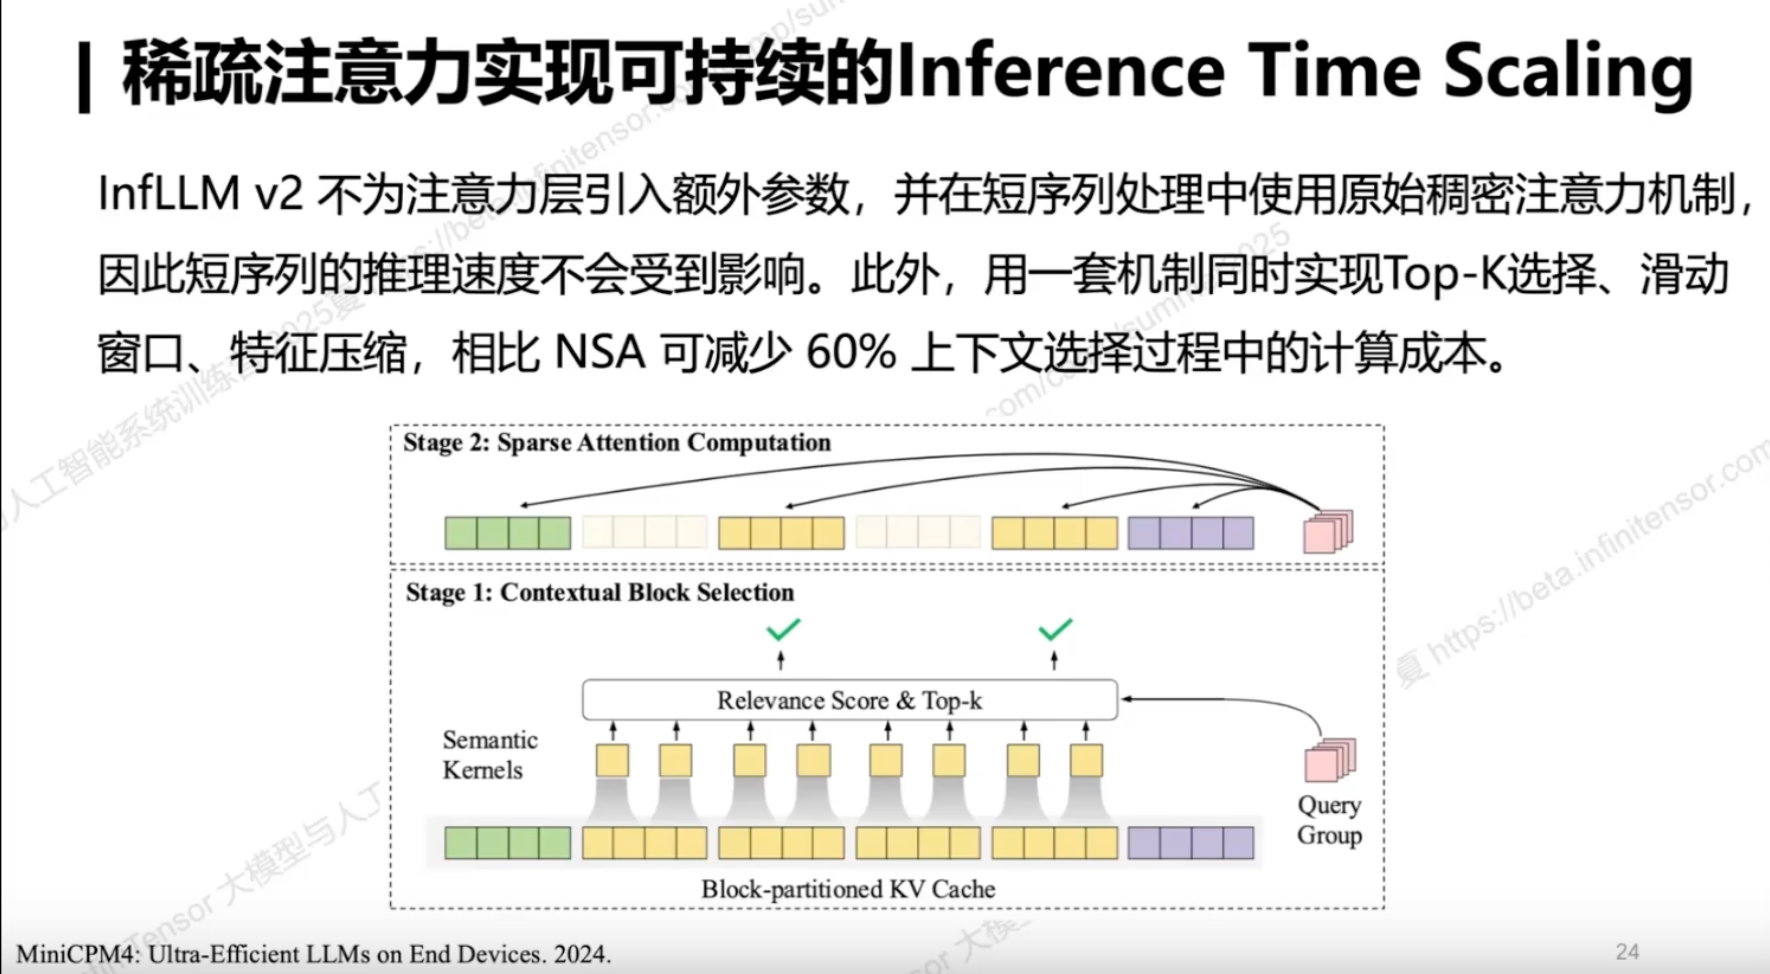 稀疏注意力实现可持续的Inference Time Scaling
InfLLM v2 不为注意力层引入额外参数，并在短序列处理中使用原始稠密注意力机制，
因此短序列的推理速度不会受到影响。此外，用一套机制同时实现Top-K选择、滑动
窗口、特征压缩，相比 NSA 可减少 60% 上下文选择过程中的计算成本。
Stage 2: Sparse Attention Computation
Stage 1: Contextual Block Selection
Relevance Score & Top-k
Semantic
Kernels
Query
Group
Block-partitioned KV Cache
MiniCPM4: Ultra-Efficient LLMs on End Devices. 2024.
24
夏 https://beta.infinitensor.com